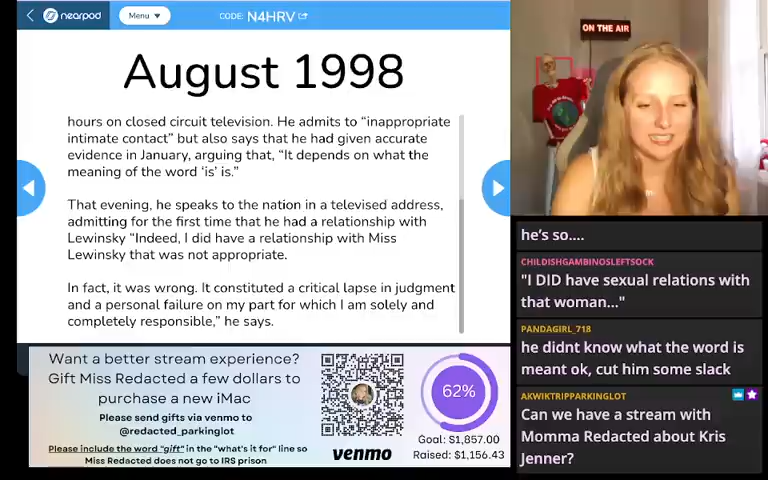 nearpod
Menu
CODE: N4HRV
ON THE AIR
August 1998
hours on closed circuit television. He admits to “inappropriate
intimate contact” but also says that he had given accurate
evidence in January, arguing that, “It depends on what the
meaning of the word ‘is’ is.”
That evening, he speaks to the nation in a televised address,
admitting for the first time that he had a relationship with
Lewinsky “Indeed, I did have a relationship with Miss
Lewinsky that was not appropriate.
In fact, it was wrong. It constituted a critical lapse in judgment
and a personal failure on my part for which I am solely and
completely responsible,” he says.
Want a better stream experience?
Gift Miss Redacted a few dollars to
purchase a new iMac
Please send gifts via venmo to
@redacted_parkinglot
Please include the word "gift" in the "what's it for" line so
Miss Redacted does not go to IRS prison
venmo
62%
Goal: $1,857.00
Raised: $1,156.43
he's so....
CHILDISHGAMBINOSLEFTSOCK
"I DID have sexual relations with
that woman..."
PANDAGIRL_718
he didnt know what the word is
meant ok, cut him some slack
AKWIKTRIPPARKINGLOT
Can we have a stream with
Momma Redacted about Kris
Jenner?